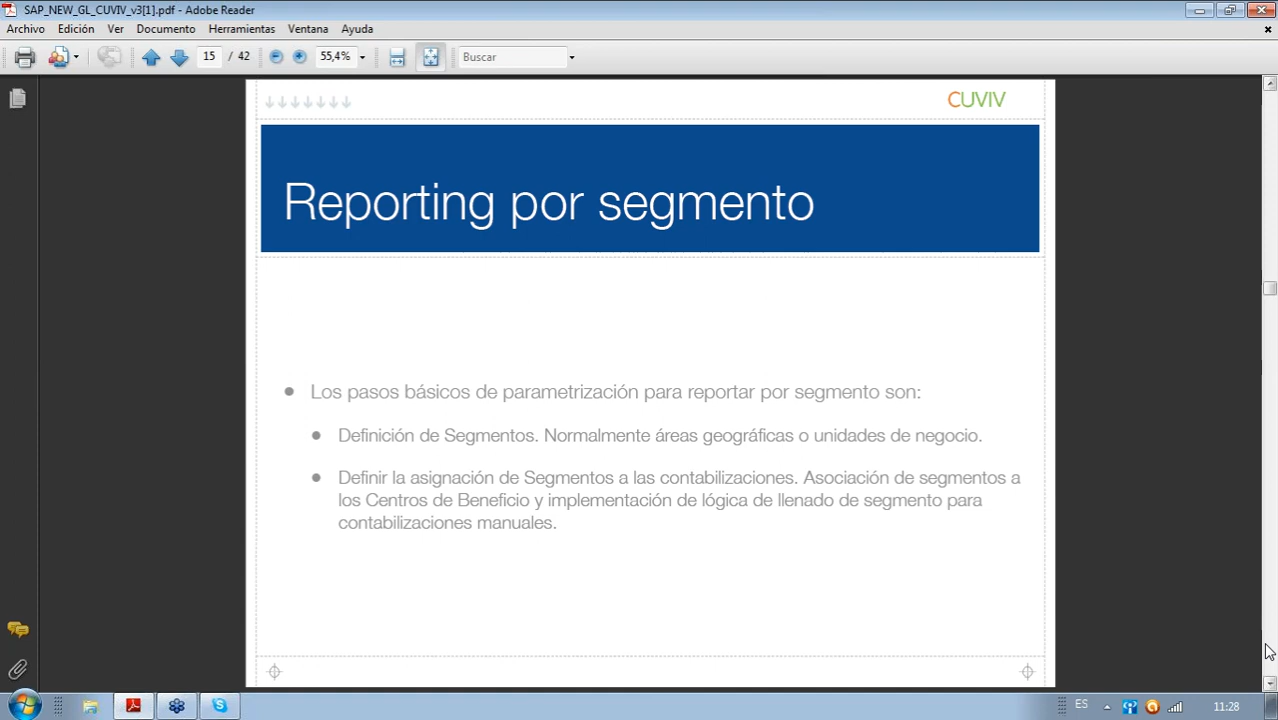 SAP_NEW_GL_CUVIV_v3[1].pdf - Adobe Reader
Archivo Edición Ver Documento Herramientas Ventana Ayuda
15 / 42 55,4% Buscar
CUVIV
Reporting por segmento
Los pasos básicos de parametrización para reportar por segmento son:
Definición de Segmentos. Normalmente áreas geográficas o unidades de negocio.
Definir la asignación de Segmentos a las contabilizaciones. Asociación de segmentos a
los Centros de Beneficio y implementación de lógica de llenado de segmento para
contabilizaciones manuales.
ES 11:28